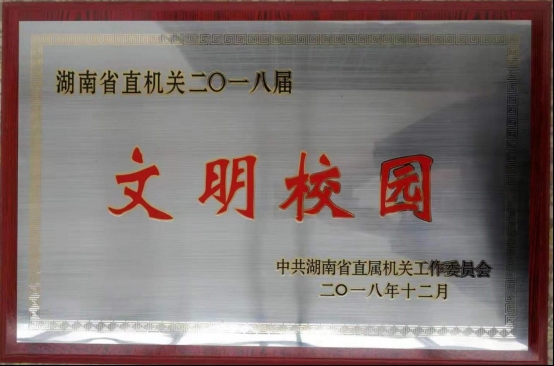 湖南省直机关二〇一八届
文明校园
中共湖南省直属机关工作委员会
二〇一八年十二月